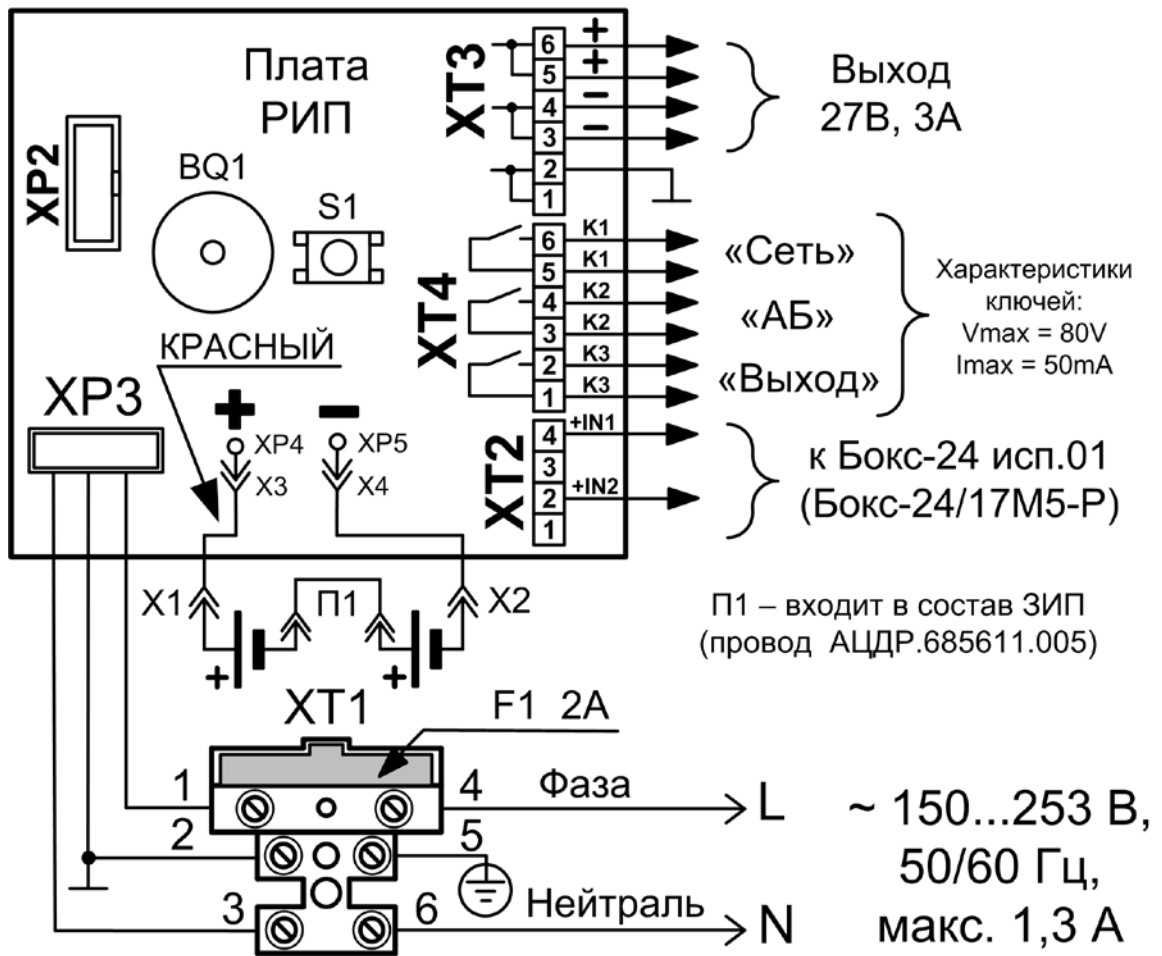 Плата
РИП
XP2
BQ1
S1
КРАСНЫЙ
XP3
+
−
XP4
XP5
X3
X4
XT3
6
+
5
+
4
−
3
−
2
1
Выход
27В, 3А
XT4
6
K1
5
K1
4
K2
3
K2
2
K3
1
K3
«Сеть»
«АБ»
«Выход»
Характеристики
ключей:
Vmax = 80V
Imax = 50mA
XT2
4
+IN1
3
2
+IN2
1
к Бокс-24 исп.01
(Бокс-24/17М5-Р)
X1
П1
X2
+
+
П1 – входит в состав ЗИП
(провод АЦДР.685611.005)
XT1
F1 2A
1
4
Фаза
L
2
5
3
6
Нейтраль
N
~ 150...253 В,
50/60 Гц,
макс. 1,3 А